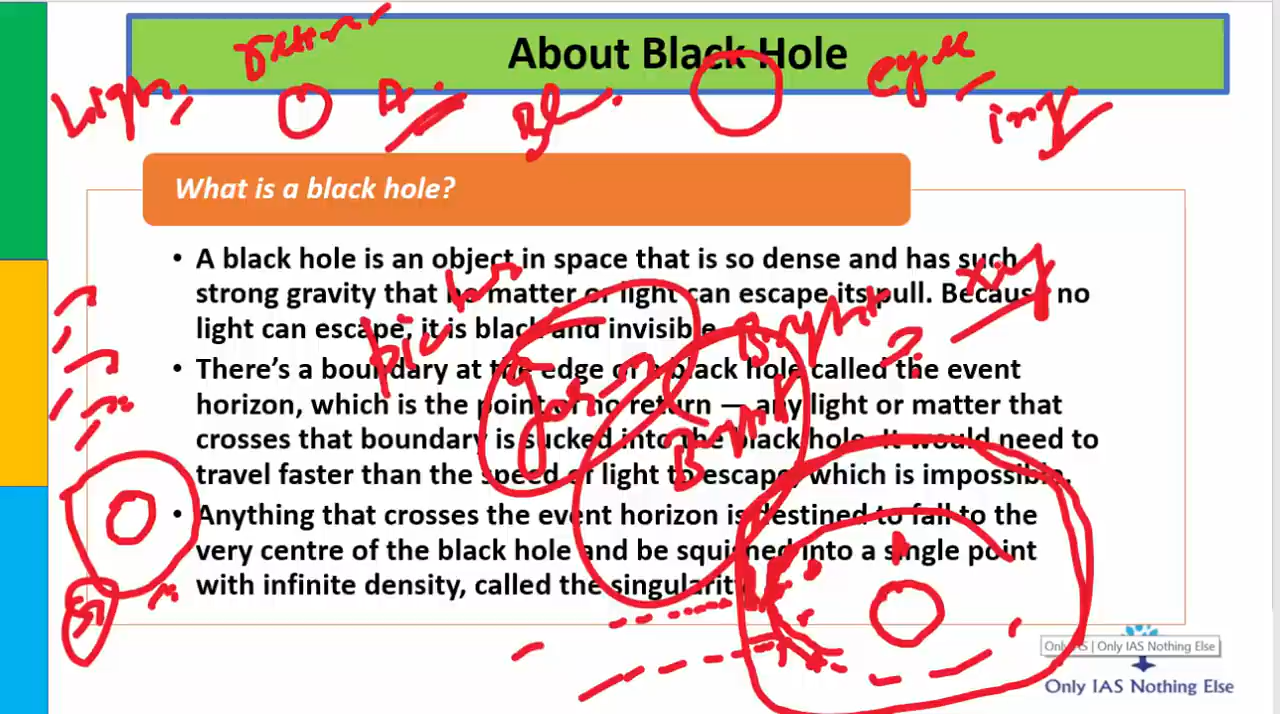 About Black Hole
Light
return
eye
What is a black hole?
• A black hole is an object in space that is so dense and has such
strong gravity that no matter or light can escape its pull. Because no
light can escape, it is black and invisible
• There's a boundary at the edge of a black hole called the event
horizon, which is the point of no return — any light or matter that
crosses that boundary is sucked into the black hole. It would need to
travel faster than the speed of light to escape, which is impossible.
• Anything that crosses the event horizon is destined to fall to the
very centre of the black hole and be squished into a single point
with infinite density, called the singularity
Bright
?
Only IAS | Only IAS Nothing Else
Only IAS Nothing Else